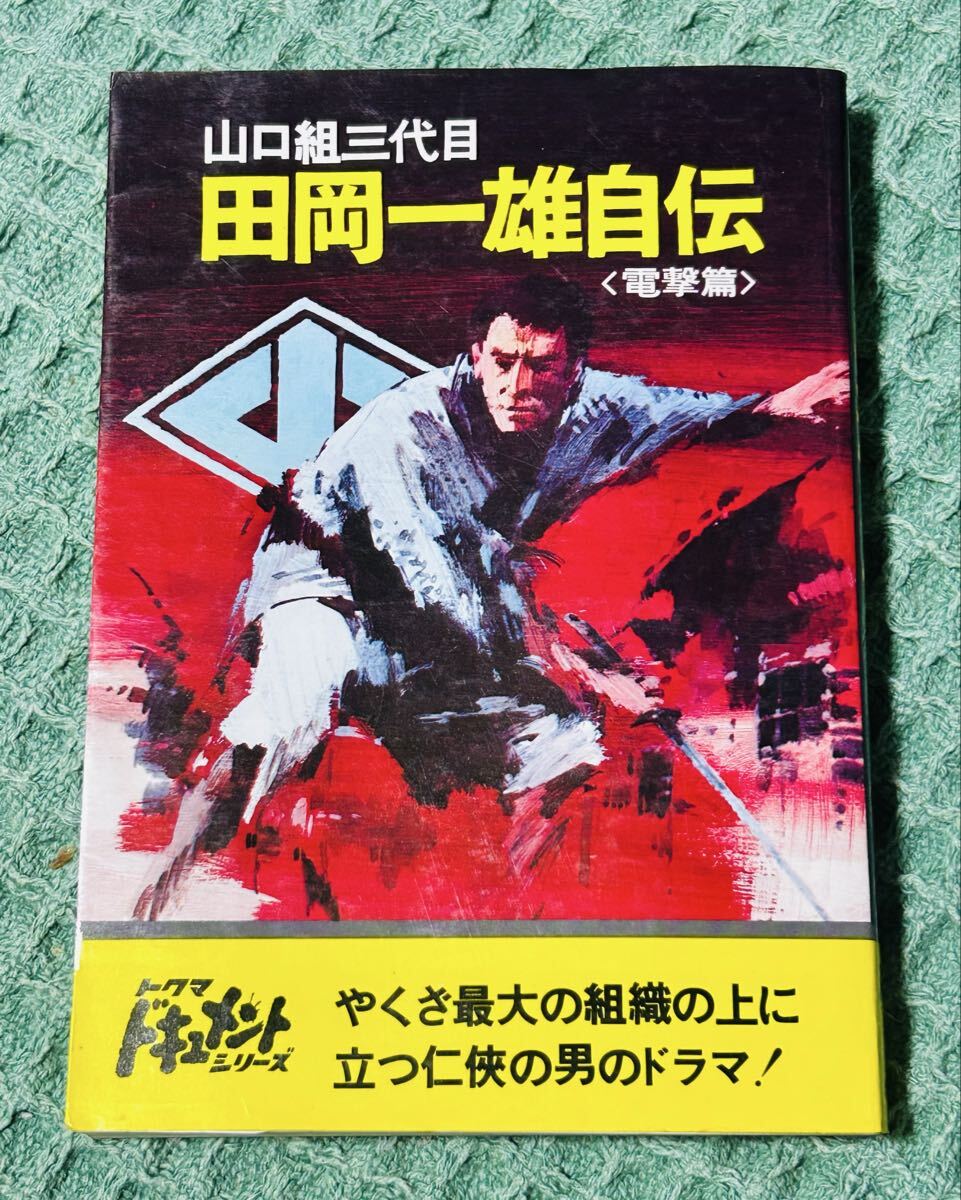 山口組三代目
田岡一雄自伝
〈電撃篇〉
トクマ
ドキュメント
シリーズ
やくざ最大の組織の上に
立つ仁侠の男のドラマ!